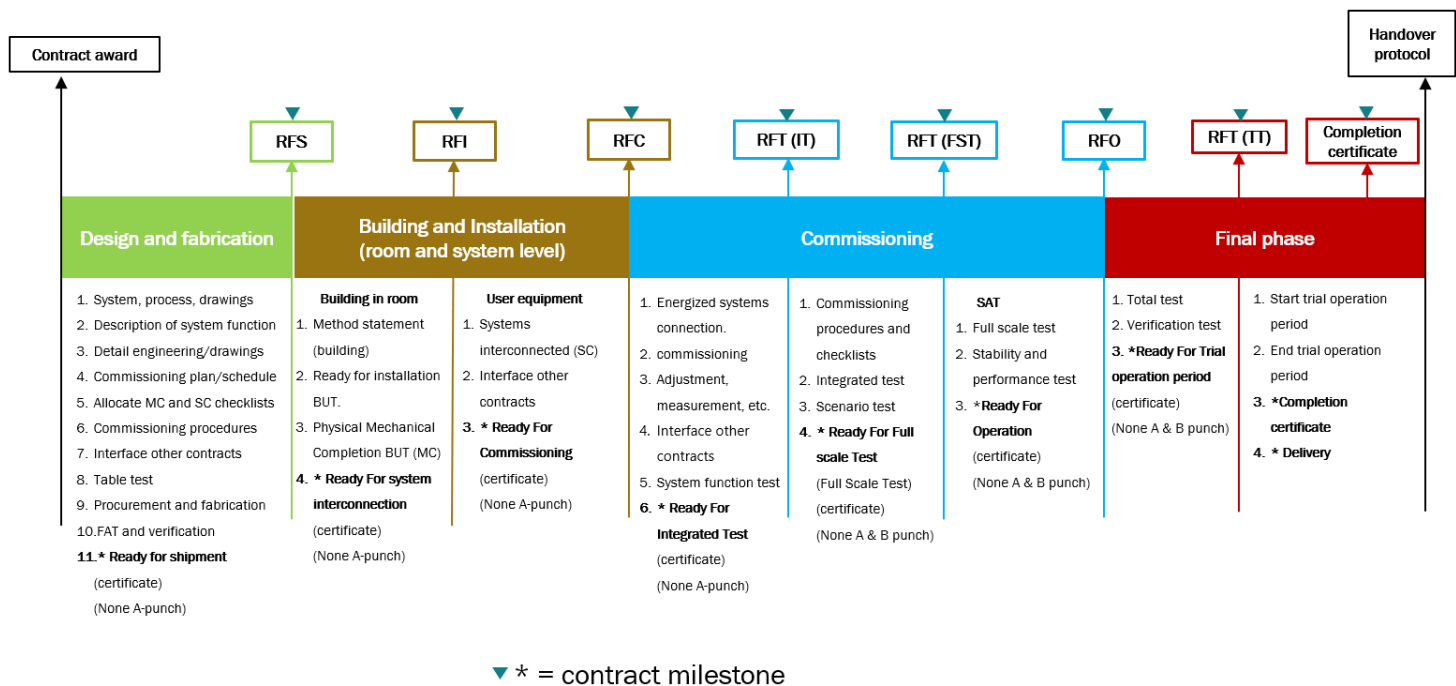 Contract award
Handover
protocol
RFS
RFI
RFC
RFT (IT)
RFT (FST)
RFO
RFT (TT)
Completion
certificate
Design and fabrication
Building and Installation
(room and system level)
Commissioning
Final phase
1. System, process, drawings
2. Description of system function
3. Detail engineering/drawings
4. Commissioning plan/schedule
5. Allocate MC and SC checklists
6. Commissioning procedures
7. Interface other contracts
8. Table test
9. Procurement and fabrication
10.FAT and verification
11.* Ready for shipment
(certificate)
(None A-punch)
Building in room
1. Method statement
(building)
2. Ready for installation
BUT.
3. Physical Mechanical
Completion BUT (MC)
4. * Ready For system
interconnection
(certificate)
(None A-punch)
User equipment
1. Systems
interconnected (SC)
2. Interface other
contracts
3. * Ready For
Commissioning
(certificate)
(None A-punch)
1. Energized systems
connection.
2. commissioning
3. Adjustment,
measurement, etc.
4. Interface other
contracts
5. System function test
6. * Ready For
Integrated Test
(certificate)
(None A-punch)
1. Commissioning
procedures and
checklists
2. Integrated test
3. Scenario test
4. * Ready For Full
scale Test
(Full Scale Test)
(certificate)
(None A & B punch)
SAT
1. Full scale test
2. Stability and
performance test
3. *Ready For
Operation
(certificate)
(None A & B punch)
1. Total test
2. Verification test
3. *Ready For Trial
operation period
(certificate)
(None A & B punch)
1. Start trial operation
period
2. End trial operation
period
3. *Completion
certificate
4. * Delivery
* = contract milestone